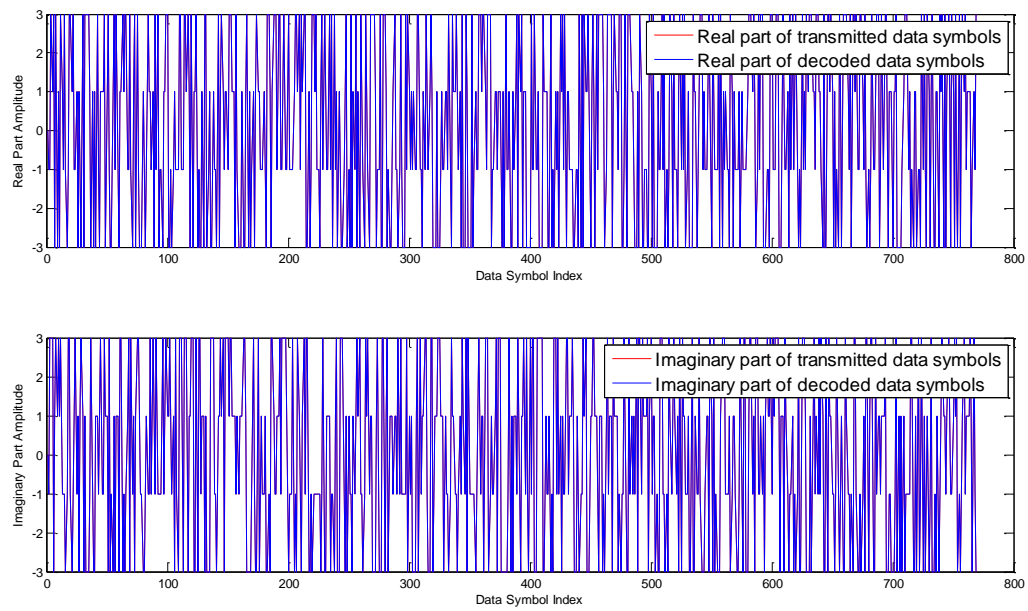 3
2
1
0
-1
-2
-3
Real Part Amplitude
Real part of transmitted data symbols
Real part of decoded data symbols
0 100 200 300 400 500 600 700 800
Data Symbol Index
3
2
1
0
-1
-2
-3
Imaginary Part Amplitude
Imaginary part of transmitted data symbols
Imaginary part of decoded data symbols
0 100 200 300 400 500 600 700 800
Data Symbol Index